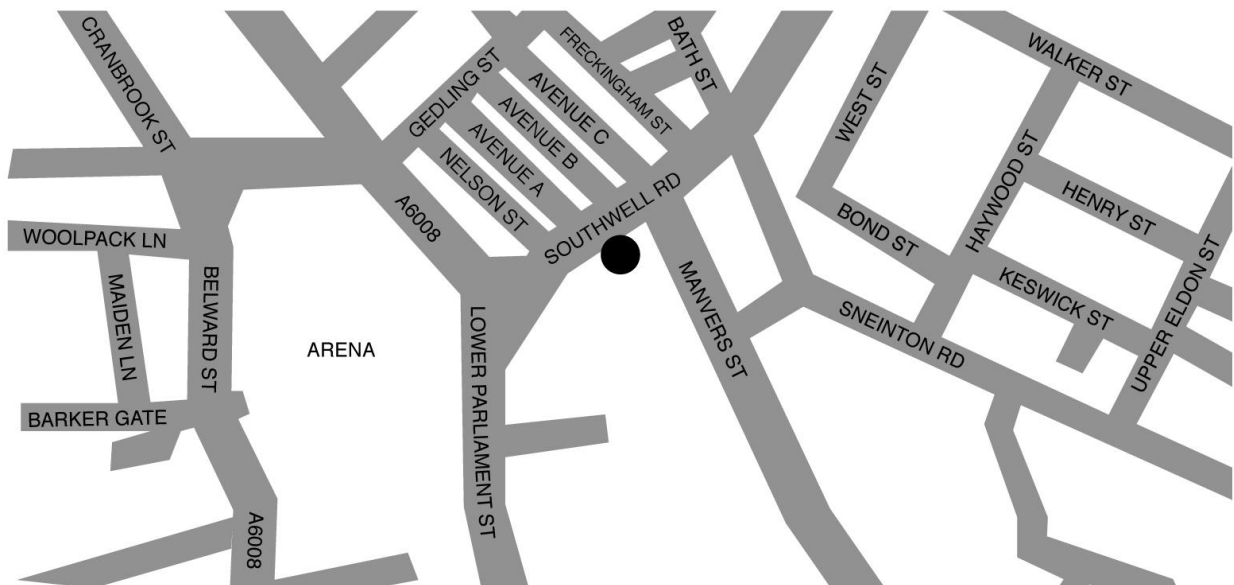 CRANBROOK ST
GEDLING ST
FRECKINGHAM ST
BATH ST
WALKER ST
AVENUE C
AVENUE B
AVENUE A
NELSON ST
WEST ST
HAYWOOD ST
HENRY ST
A6008
SOUTHWELL RD
BOND ST
WOOLPACK LN
MAIDEN LN
BELWARD ST
ARENA
LOWER PARLIAMENT ST
MANVERS ST
SNEINTON RD
KESWICK ST
UPPER ELDON ST
BARKER GATE
A6008